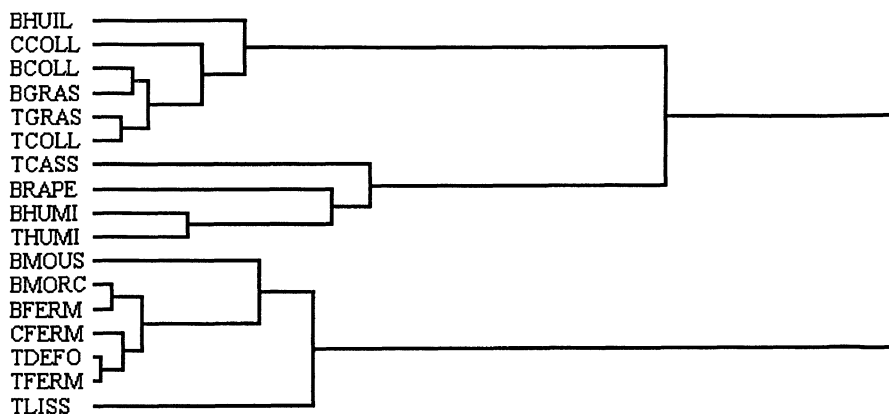 BHUIL
CCOLL
BCOLL
BGRAS
TGRAS
TCOLL
TCASS
BRAPE
BHUMI
THUMI
BMOUS
BMORC
BFERM
CFERM
TDEFO
TFERM
TLISS